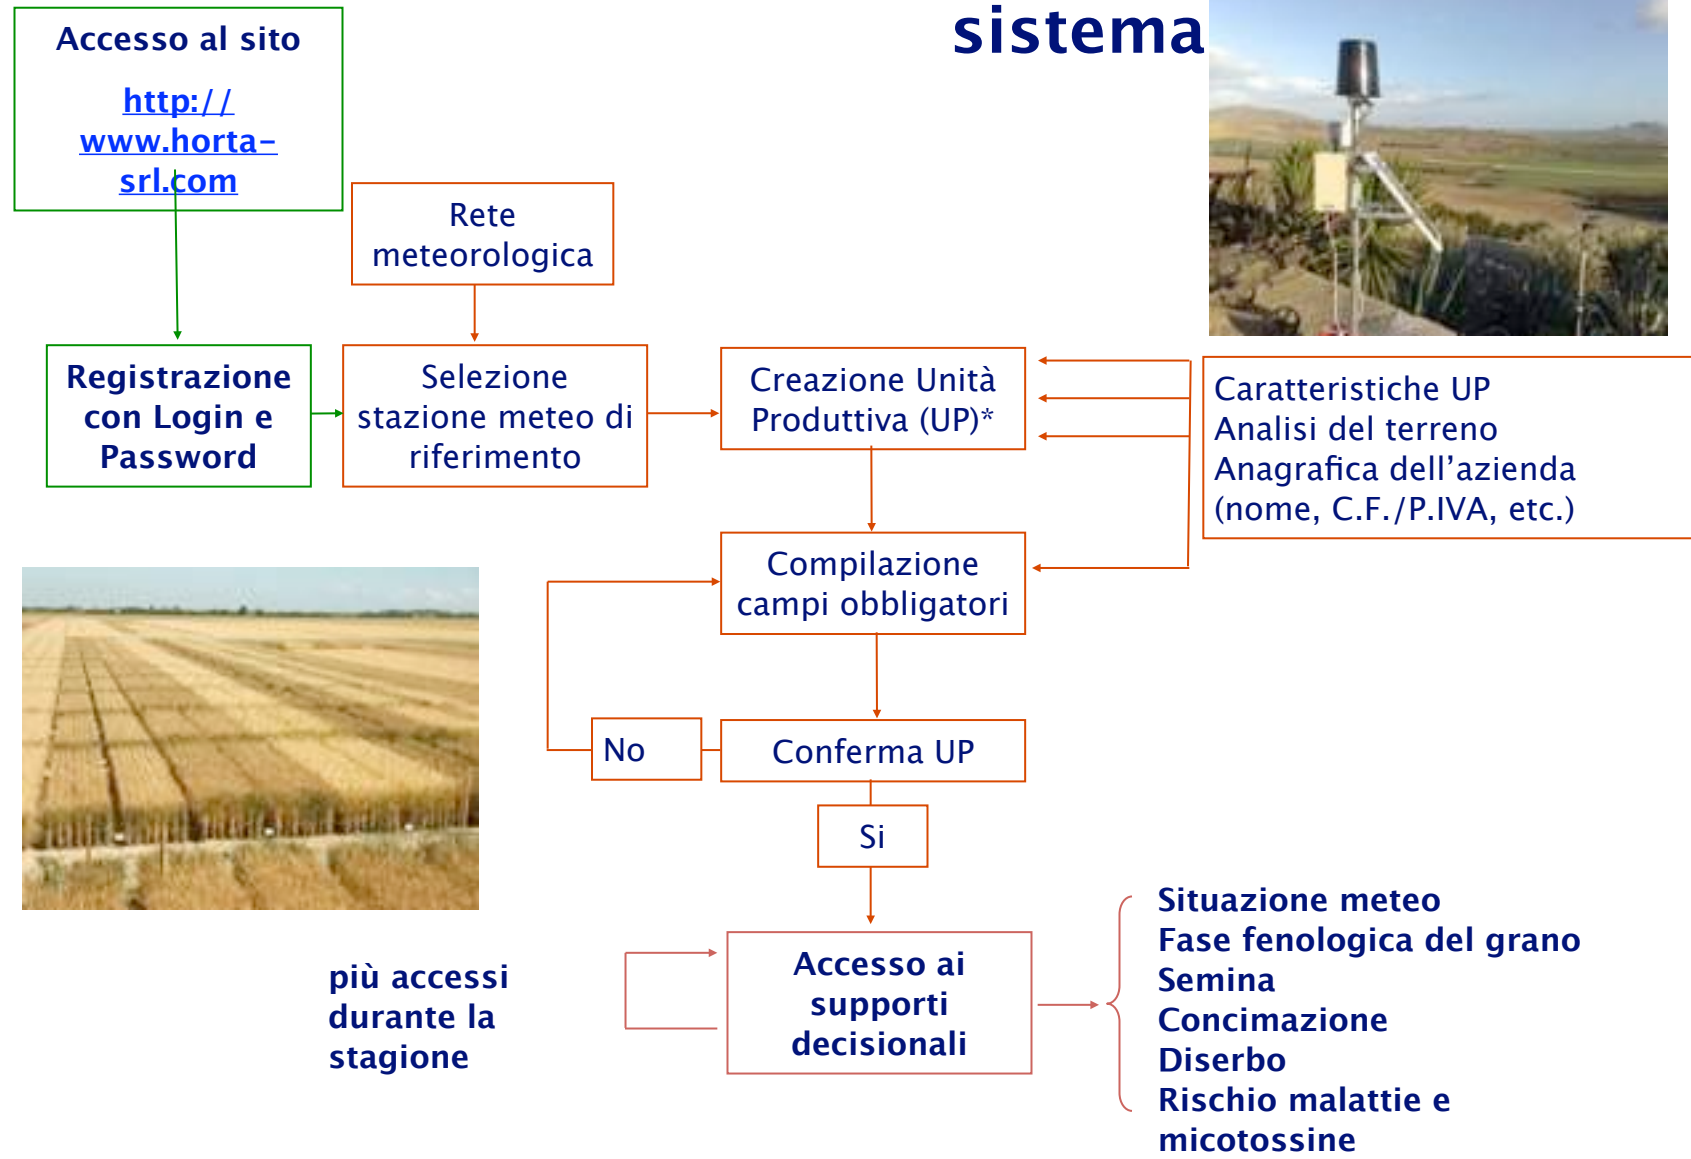 sistema
Accesso al sito
http://
www.horta-
srl.com
Rete
meteorologica
Registrazione
con Login e
Password
Selezione
stazione meteo di
riferimento
Creazione Unità
Produttiva (UP)*
Caratteristiche UP
Analisi del terreno
Anagrafica dell’azienda
(nome, C.F./P.IVA, etc.)
Compilazione
campi obbligatori
No
Conferma UP
Si
più accessi
durante la
stagione
Accesso ai
supporti
decisionali
Situazione meteo
Fase fenologica del grano
Semina
Concimazione
Diserbo
Rischio malattie e
micotossine